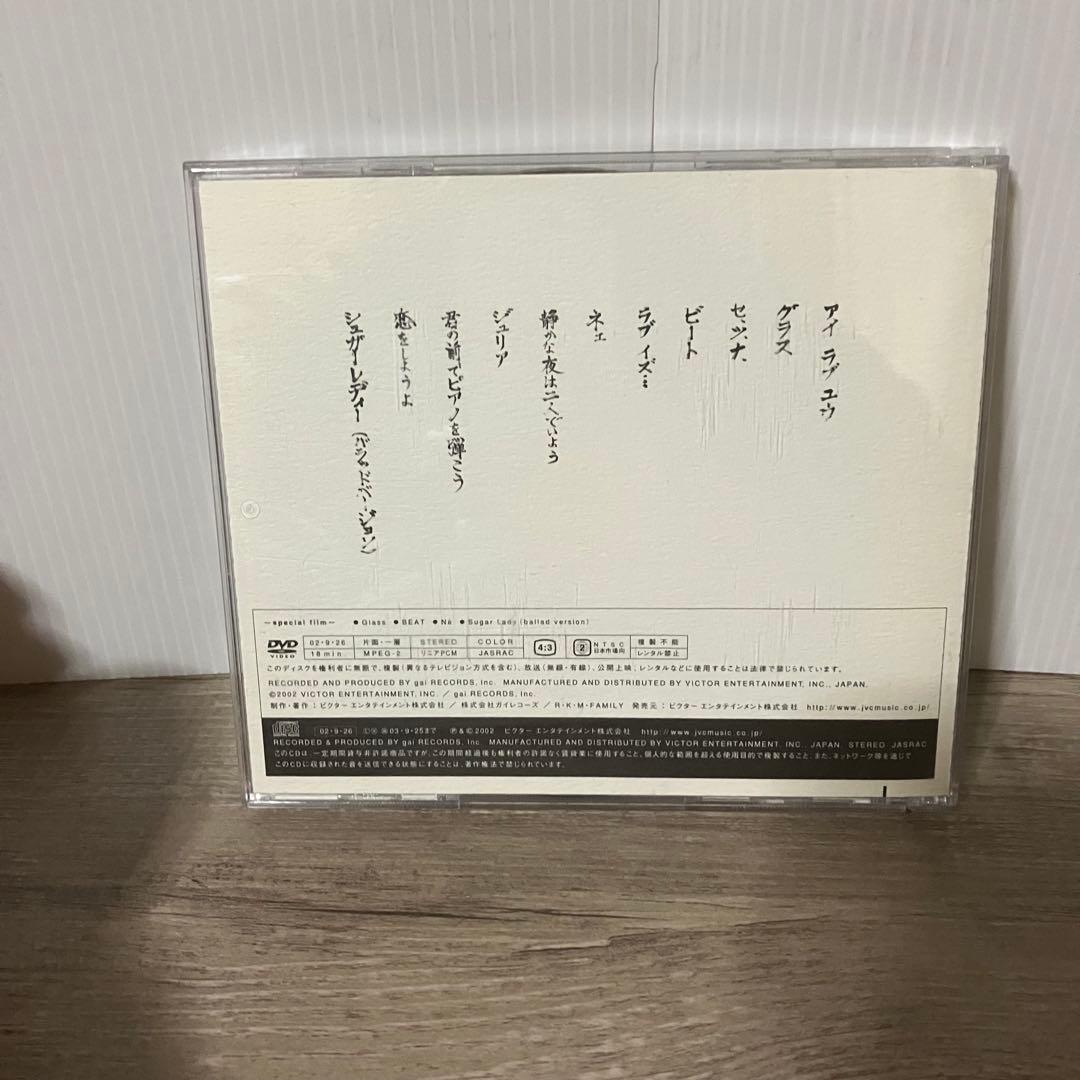 アイ ラブ ユウ
グラス
セツナ
ビート
ラブ イズ…
ネェ
静かな夜は二人でいよう
ジュリア
君の前でピアノを弾こう
恋をしようよ
シュガーレディー(バラッドバージョン)
–special film– ●Glass ●BEAT ●Né ●Sugar Lady (ballad version)
DVD VIDEO
02・9・26 片面・一層 STEREO COLOR
18min. MPEG-2 リニアPCM JASRAC
4:3
2 NTSC 日本市場向
複製不能
レンタル禁止
このディスクを権利者に無断で、複製(異なるテレビジョン方式を含む)、放送(無線・有線)、公開上映、レンタルなどに使用することは法律で禁じられています。
RECORDED AND PRODUCED BY gai RECORDS, Inc. MANUFACTURED AND DISTRIBUTED BY VICTOR ENTERTAINMENT, INC., JAPAN.
©2002 VICTOR ENTERTAINMENT, INC. / gai RECORDS, Inc.
制作・著作:ビクターエンタテインメント株式会社 / 株式会社ガイレコーズ / R・K・M・FAMILY 発売元:ビクターエンタテインメント株式会社 http://www.jvcmusic.co.jp/
02・9・26 03・9・25まで ℗&©2002 ビクターエンタテインメント株式会社 http://www.jvcmusic.co.jp/
RECORDED & PRODUCED BY gai RECORDS, Inc. MANUFACTURED AND DISTRIBUTED BY VICTOR ENTERTAINMENT, INC., JAPAN. STEREO JASRAC
このCDは、一定期間貸与非許諾商品ですが、この期間経過後も権利者の許諾なく賃貸業に使用すること、個人的な範囲を超える使用目的で複製すること、また、ネットワーク等を通じて
このCDに収録された音を送信できる状態にすることは、著作権法で禁じられています。